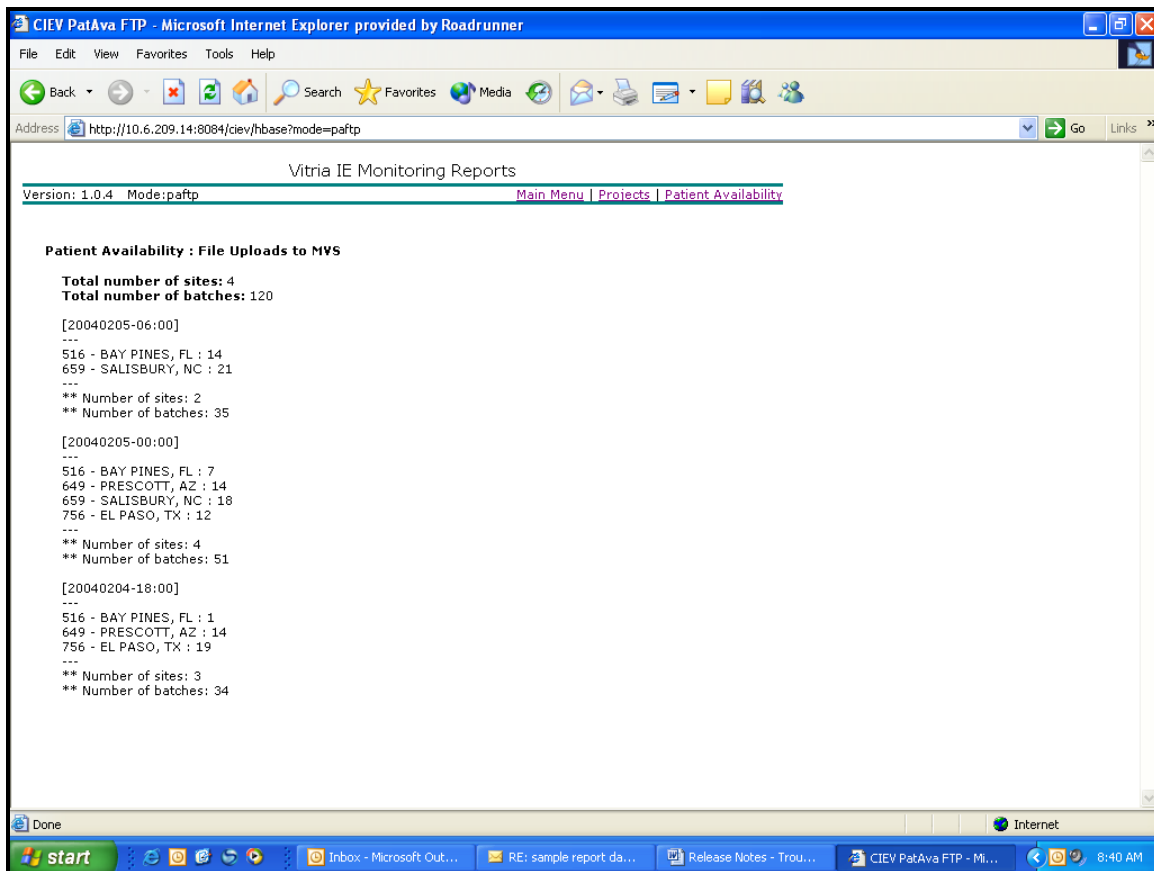 CIEV PatAva FTP - Microsoft Internet Explorer provided by Roadrunner
File Edit View Favorites Tools Help
Back Search Favorites Media
Address http://10.6.209.14:8084/ciev/hbase?mode=paftp Go Links »
Vitria IE Monitoring Reports
Version: 1.0.4 Mode:paftp Main Menu | Projects | Patient Availability
Patient Availability : File Uploads to MVS
Total number of sites: 4
Total number of batches: 120
[20040205-06:00]
---
516 - BAY PINES, FL : 14
659 - SALISBURY, NC : 21
---
** Number of sites: 2
** Number of batches: 35
[20040205-00:00]
---
516 - BAY PINES, FL : 7
649 - PRESCOTT, AZ : 14
659 - SALISBURY, NC : 18
756 - EL PASO, TX : 12
---
** Number of sites: 4
** Number of batches: 51
[20040204-18:00]
---
516 - BAY PINES, FL : 1
649 - PRESCOTT, AZ : 14
756 - EL PASO, TX : 19
---
** Number of sites: 3
** Number of batches: 34
Done Internet
start Inbox - Microsoft Out... RE: sample report da... Release Notes - Trou... CIEV PatAva FTP - Mi... 8:40 AM